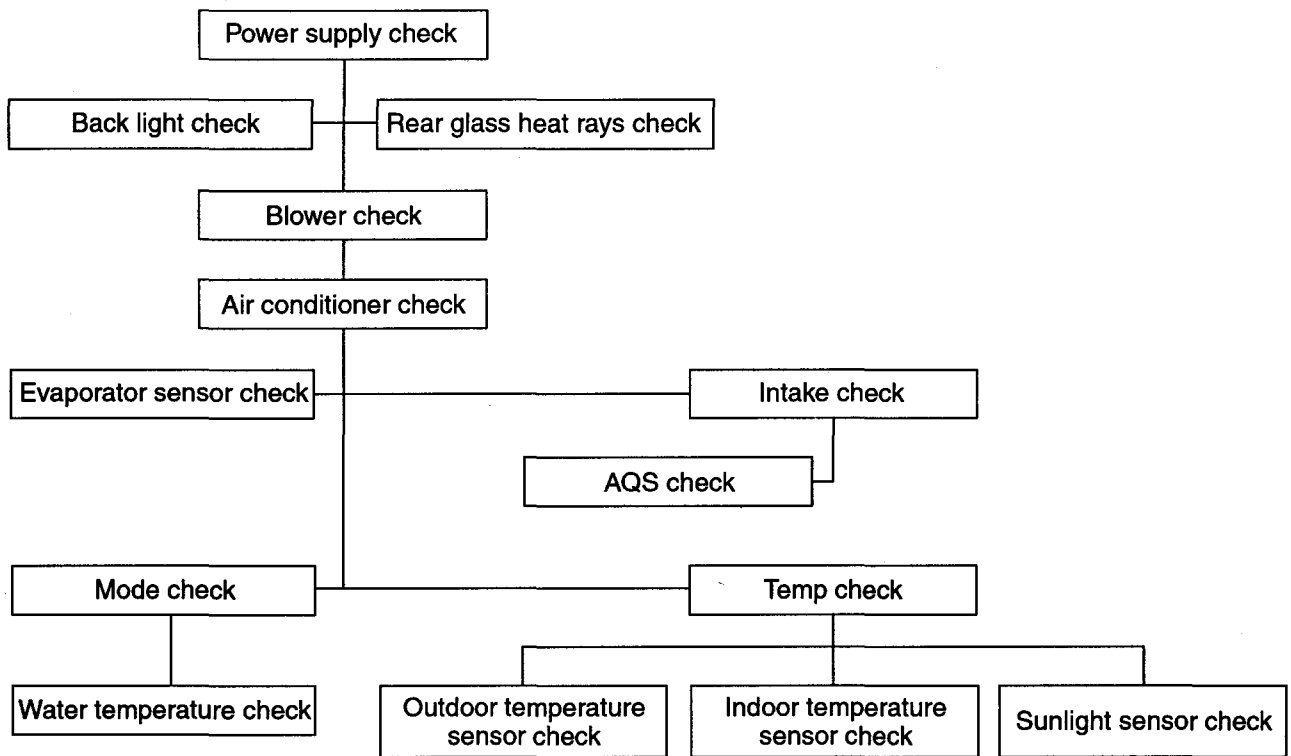 Power supply check
Back light check
Rear glass heat rays check
Blower check
Air conditioner check
Evaporator sensor check
Intake check
AQS check
Mode check
Temp check
Water temperature check
Outdoor temperature
sensor check
Indoor temperature
sensor check
Sunlight sensor check